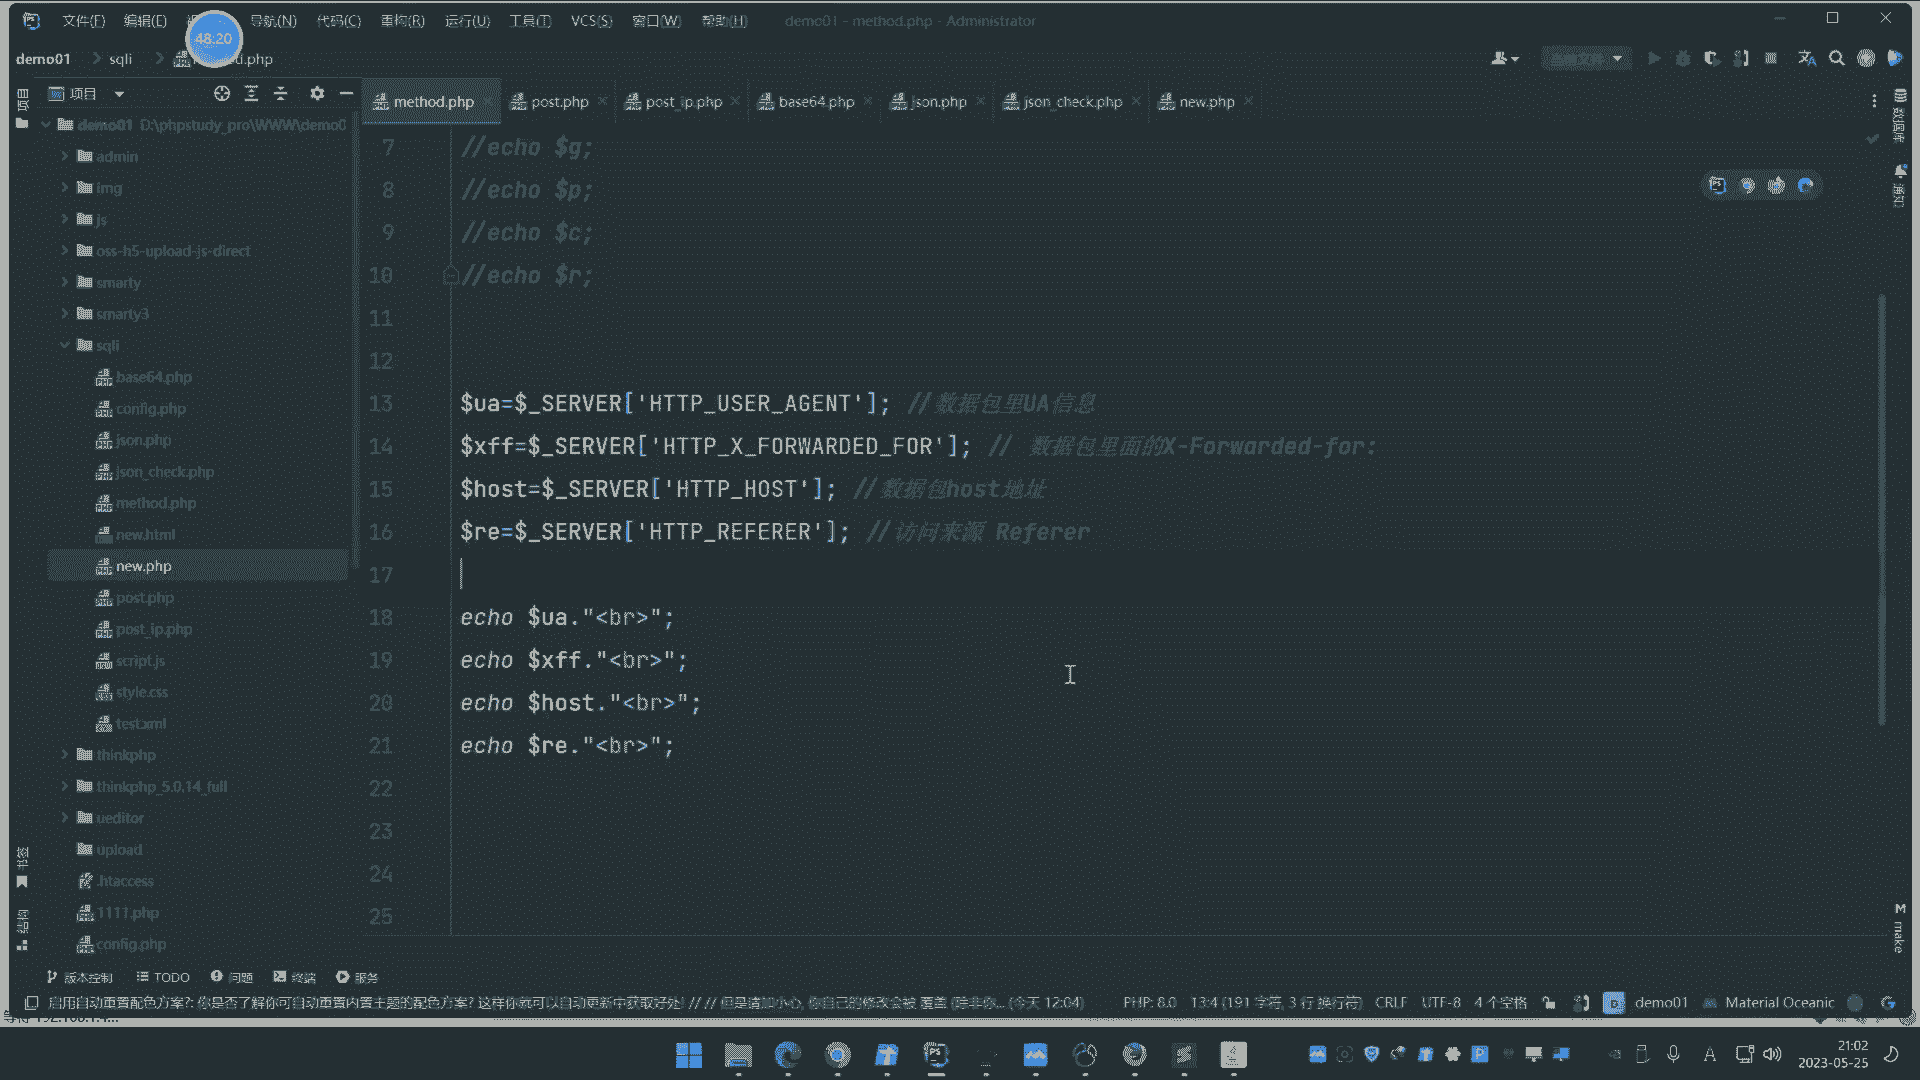 文件(F) 编辑(E) 导航(N) 代码(C) 重构(R) 运行(U) 工具(T) VCS(S) 窗口(W) 帮助(H) demo01 - method.php - Administrator
48:20
demo01 sqli
项目
method.php post.php post_ip.php base64.php json.php json_check.php new.php
demo01 D:\phpstudy_pro\WWW\demo0
admin
img
js
oss-h5-upload-js-direct
smarty
smarty3
sqli
base64.php
config.php
json.php
json_check.php
method.php
new.html
new.php
post.php
post_ip.php
script.js
style.css
test.xml
thinkphp
thinkphp_5.0.14_full
ueditor
upload
.htaccess
1111.php
config.php
7 //echo $g;
8 //echo $p;
9 //echo $c;
10 //echo $r;
11
12
13 $ua=$_SERVER['HTTP_USER_AGENT']; //数据包里UA信息
14 $xff=$_SERVER['HTTP_X_FORWARDED_FOR']; // 数据包里面的X-Forwarded-for:
15 $host=$_SERVER['HTTP_HOST']; //数据包host地址
16 $re=$_SERVER['HTTP_REFERER']; //访问来源 Referer
17
18 echo $ua."<br>";
19 echo $xff."<br>";
20 echo $host."<br>";
21 echo $re."<br>";
22
23
24
25
项目
书签
结构
数据库
通知
M make
版本控制 TODO 问题 终端 服务
启用自动重置配色方案?: 你是否了解你可自动重置内置主题的配色方案? 这样你就可以自动更新中获取好处! // // 但是请加小心, 你自己的修改会被 覆盖 (除非你... (今天 12:04) PHP: 8.0 13:4 (191 字符, 3 行 换行符) CRLF UTF-8 4 个空格 demo01 Material Oceanic
21:02
2023-05-25